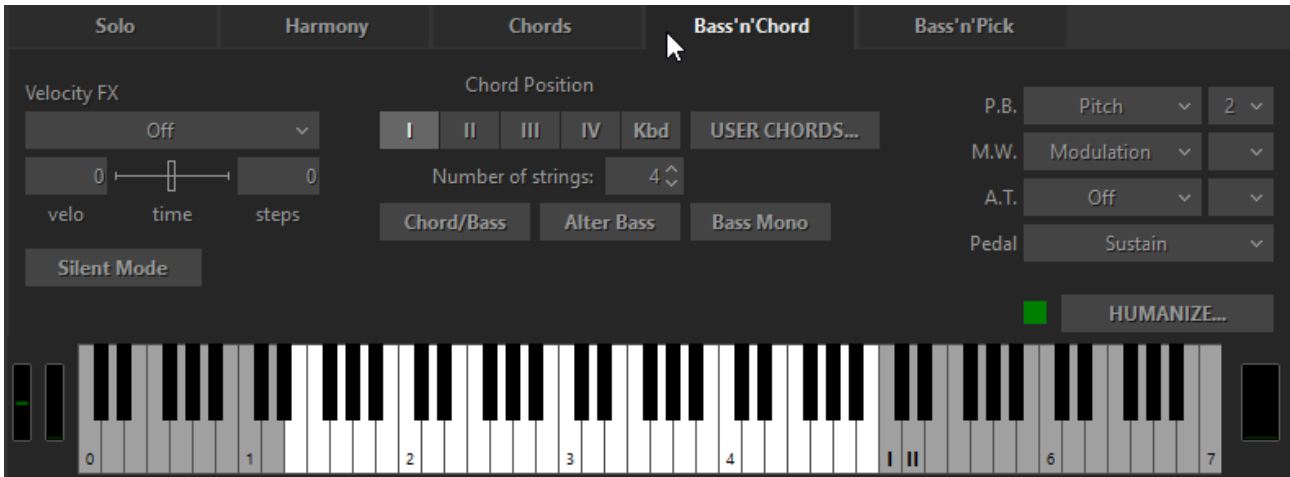 Solo Harmony Chords Bass'n'Chord Bass'n'Pick
Velocity FX
Off
0 0
velo time steps
Silent Mode
Chord Position
I II III IV Kbd USER CHORDS...
Number of strings: 4
Chord/Bass Alter Bass Bass Mono
P.B. Pitch 2
M.W. Modulation
A.T. Off
Pedal Sustain
HUMANIZE...
0 1 2 3 4 I II 6 7